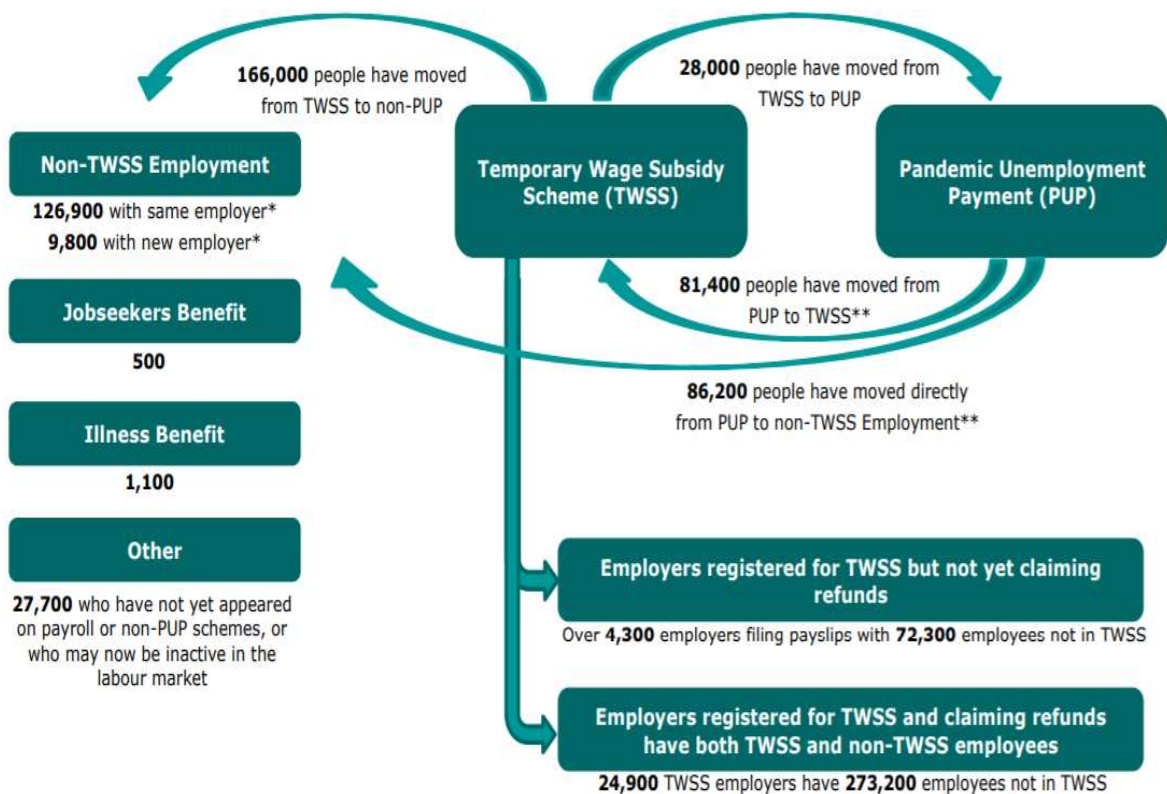 166,000 people have moved
from TWSS to non-PUP
28,000 people have moved from
TWSS to PUP
Non-TWSS Employment
126,900 with same employer*
9,800 with new employer*
Temporary Wage Subsidy
Scheme (TWSS)
Pandemic Unemployment
Payment (PUP)
Jobseekers Benefit
500
81,400 people have moved from
PUP to TWSS**
86,200 people have moved directly
from PUP to non-TWSS Employment**
Illness Benefit
1,100
Other
27,700 who have not yet appeared
on payroll or non-PUP schemes, or
who may now be inactive in the
labour market
Employers registered for TWSS but not yet claiming
refunds
Over 4,300 employers filing payslips with 72,300 employees not in TWSS
Employers registered for TWSS and claiming refunds
have both TWSS and non-TWSS employees
24,900 TWSS employers have 273,200 employees not in TWSS